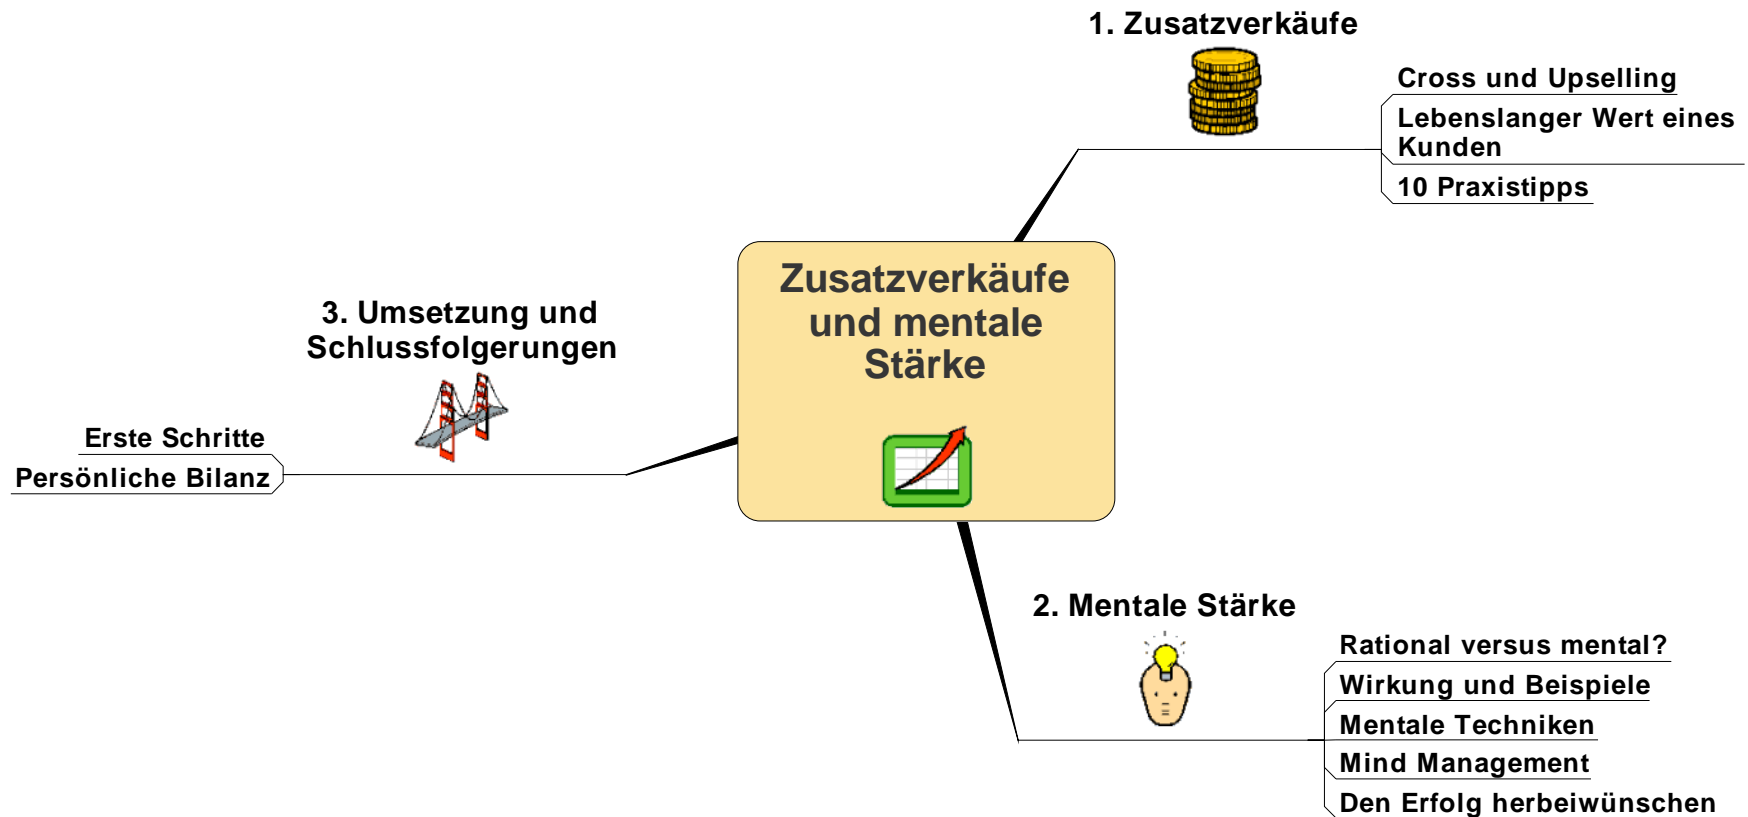 1. Zusatzverkäufe
Cross und Upselling
Lebenslanger Wert eines
Kunden
10 Praxistipps
Zusatzverkäufe
und mentale
Stärke
3. Umsetzung und
Schlussfolgerungen
Erste Schritte
Persönliche Bilanz
2. Mentale Stärke
Rational versus mental?
Wirkung und Beispiele
Mentale Techniken
Mind Management
Den Erfolg herbeiwünschen